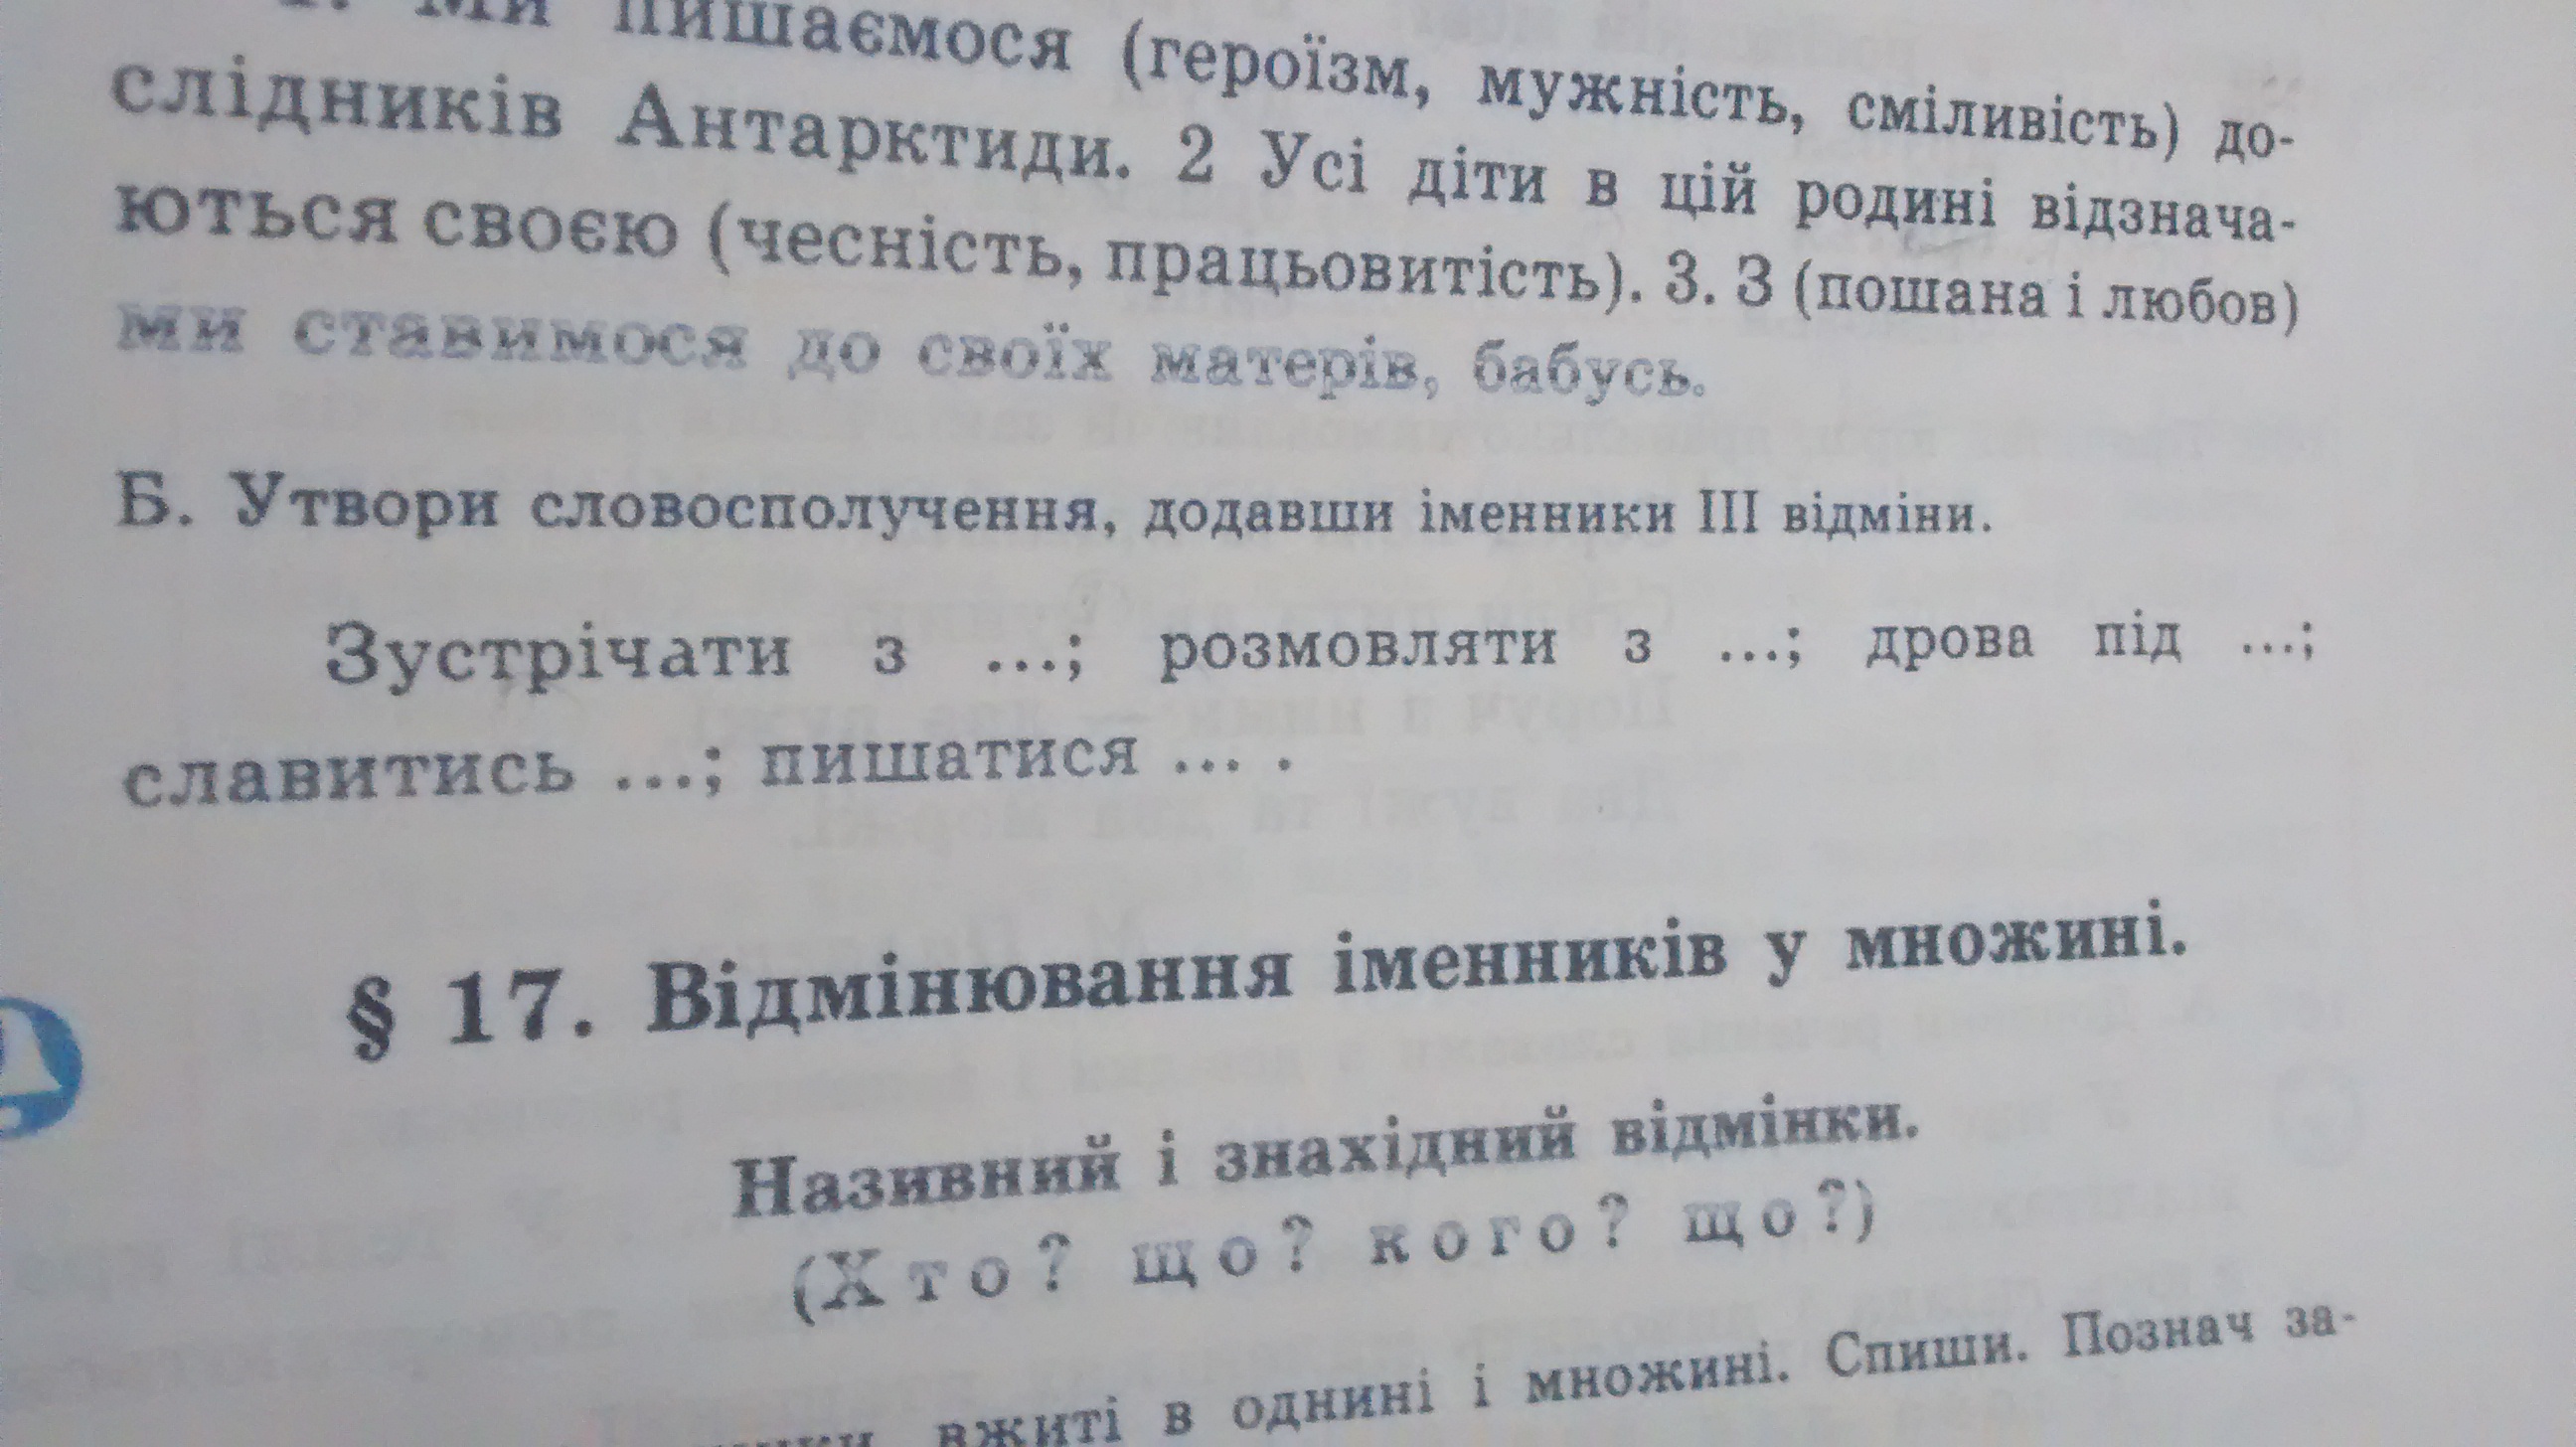 1. Ми пишаємося (героїзм, мужність, сміливість) до-
слідників Антарктиди. 2 Усі діти в цій родині відзнача-
ються своєю (чесність, працьовитість). 3. З (пошана і любов)
ми ставимося до своїх матерів, бабусь.
Б. Утвори словосполучення, додавши іменники III відміни.
Зустрічати з ...; розмовляти з ...; дрова під ...;
славитись ...; пишатися ... .
§ 17. Відмінювання іменників у множині.
Називний і знахідний відмінки.
(Хто? що? кого? що?)
вжиті в однині і множині. Спиши. Познач за-